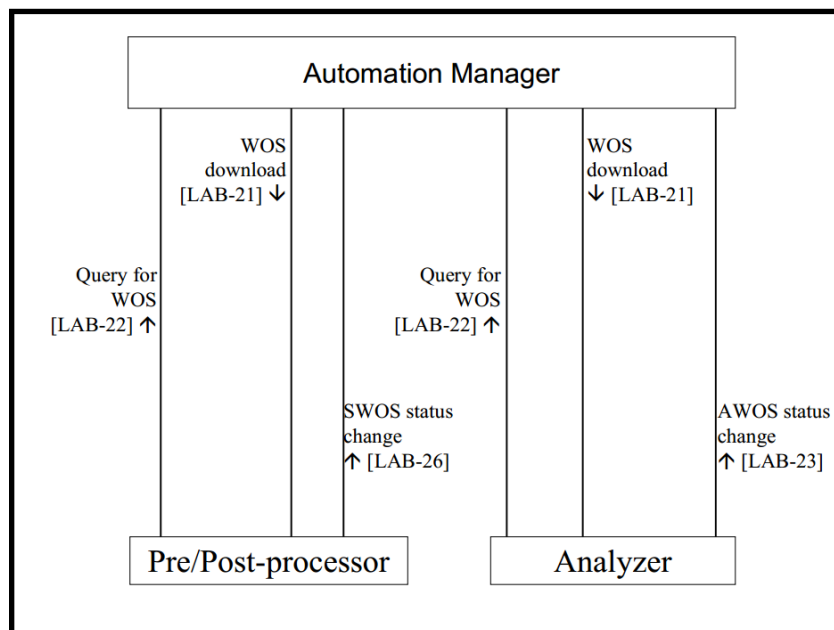 Automation Manager
WOS
download
[LAB-21] ↓
WOS
download
↓ [LAB-21]
Query for
WOS
[LAB-22] ↑
Query for
WOS
[LAB-22] ↑
SWOS status
change
↑ [LAB-26]
AWOS status
change
↑ [LAB-23]
Pre/Post-processor
Analyzer